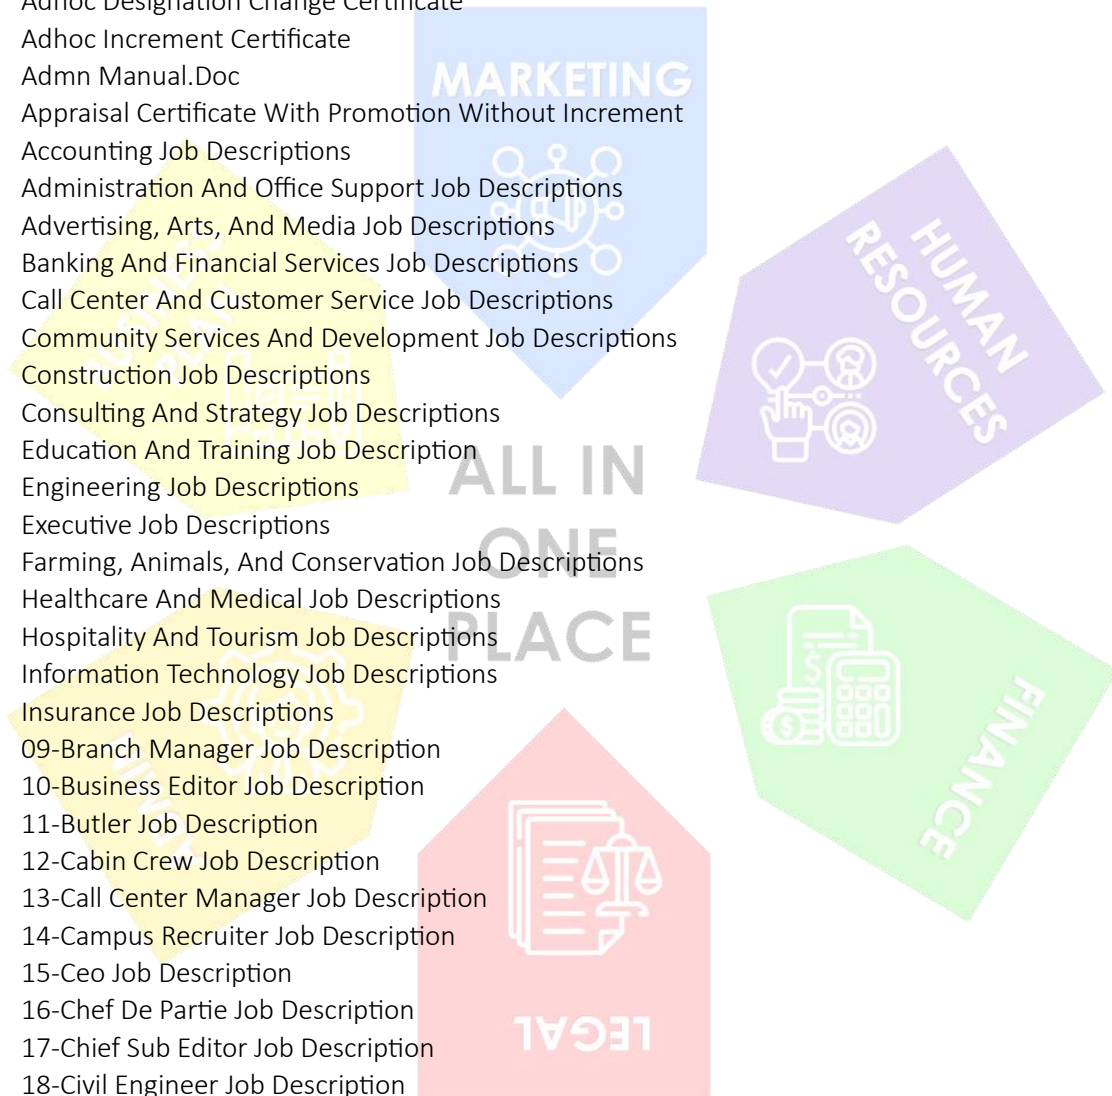 Adhoc Designation Change Certificate
Adhoc Increment Certificate
Admn Manual.Doc
Appraisal Certificate With Promotion Without Increment
Accounting Job Descriptions
Administration And Office Support Job Descriptions
Advertising, Arts, And Media Job Descriptions
Banking And Financial Services Job Descriptions
Call Center And Customer Service Job Descriptions
Community Services And Development Job Descriptions
Construction Job Descriptions
Consulting And Strategy Job Descriptions
Education And Training Job Description
Engineering Job Descriptions
Executive Job Descriptions
Farming, Animals, And Conservation Job Descriptions
Healthcare And Medical Job Descriptions
Hospitality And Tourism Job Descriptions
Information Technology Job Descriptions
Insurance Job Descriptions
09-Branch Manager Job Description
10-Business Editor Job Description
11-Butler Job Description
12-Cabin Crew Job Description
13-Call Center Manager Job Description
14-Campus Recruiter Job Description
15-Ceo Job Description
16-Chef De Partie Job Description
17-Chief Sub Editor Job Description
18-Civil Engineer Job Description
MARKETING
HUMAN
RESOURCES
FINANCE
LEGAL
ADMIN
BUSINESS
PLAN
ALL IN
ONE
PLACE